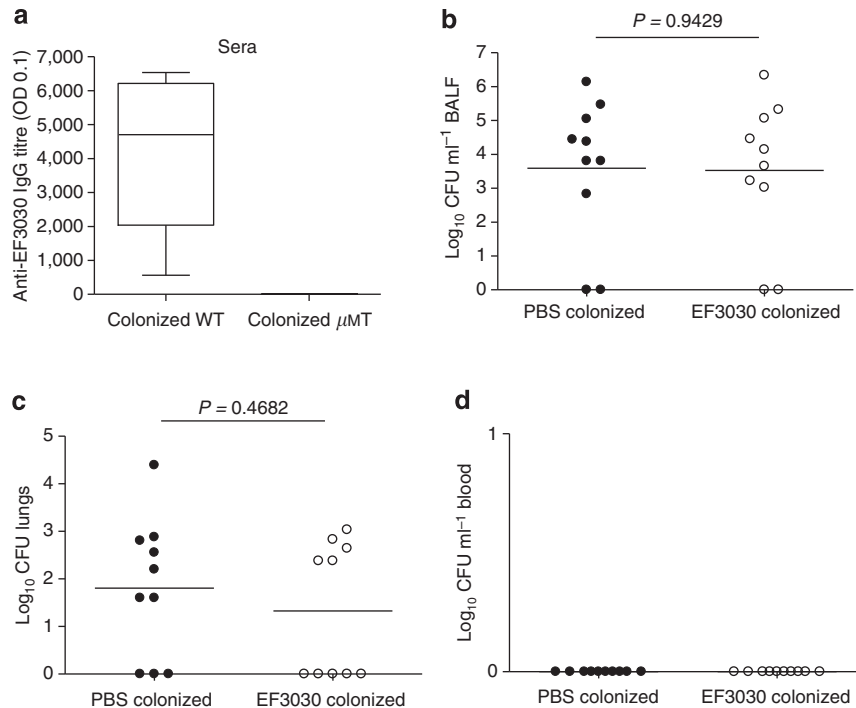 a
Sera
Anti-EF3030 IgG titre (OD 0.1)
7,000
6,000
5,000
4,000
3,000
2,000
1,000
0
Colonized WT
Colonized μMT
b
P = 0.9429
Log₁₀ CFU ml⁻¹ BALF
7
6
5
4
3
2
1
0
PBS colonized
EF3030 colonized
c
P = 0.4682
Log₁₀ CFU lungs
5
4
3
2
1
0
PBS colonized
EF3030 colonized
d
Log₁₀ CFU ml⁻¹ blood
1
0
PBS colonized
EF3030 colonized